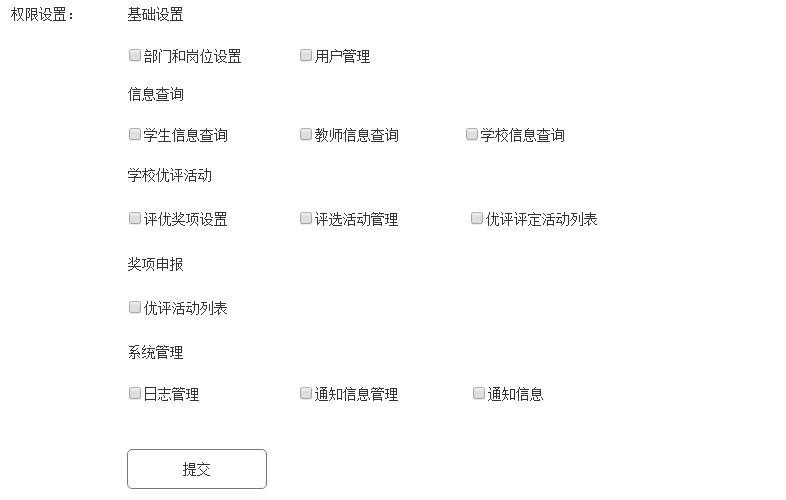 权限设置： 基础设置
部门和岗位设置 用户管理
信息查询
学生信息查询 教师信息查询 学校信息查询
学校优评活动
评优奖项设置 评选活动管理 优评评定活动列表
奖项申报
优评活动列表
系统管理
日志管理 通知信息管理 通知信息
提交